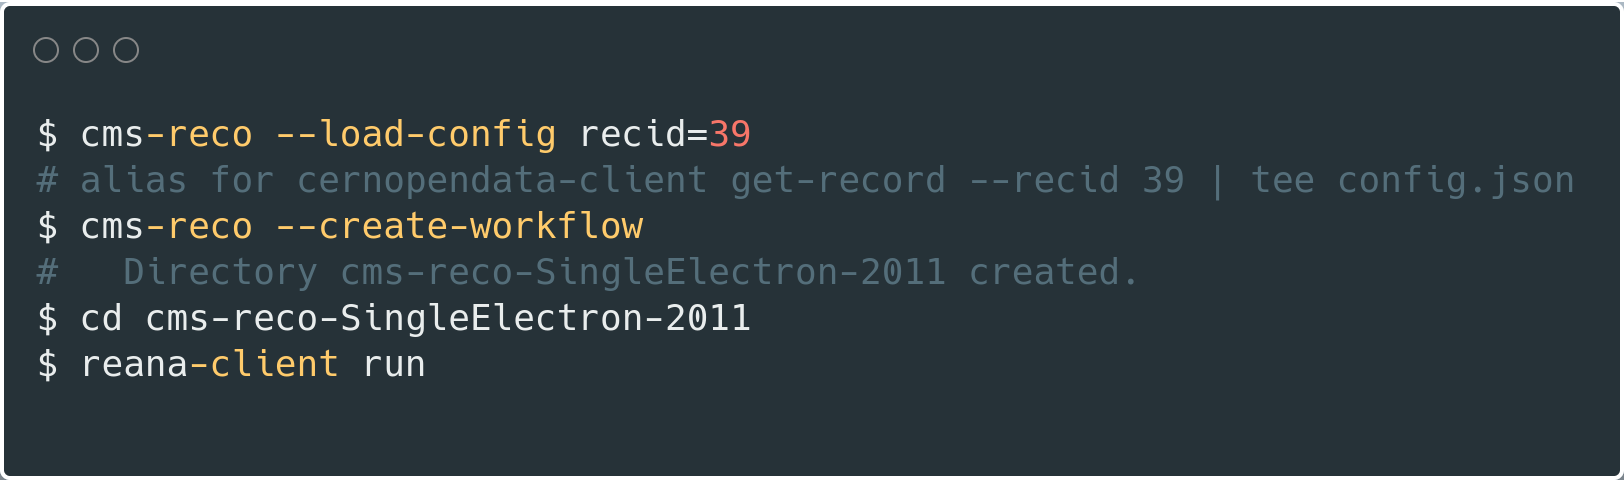 $ cms-reco --load-config recid=39
# alias for cernopendata-client get-record --recid 39 | tee config.json
$ cms-reco --create-workflow
#   Directory cms-reco-SingleElectron-2011 created.
$ cd cms-reco-SingleElectron-2011
$ reana-client run